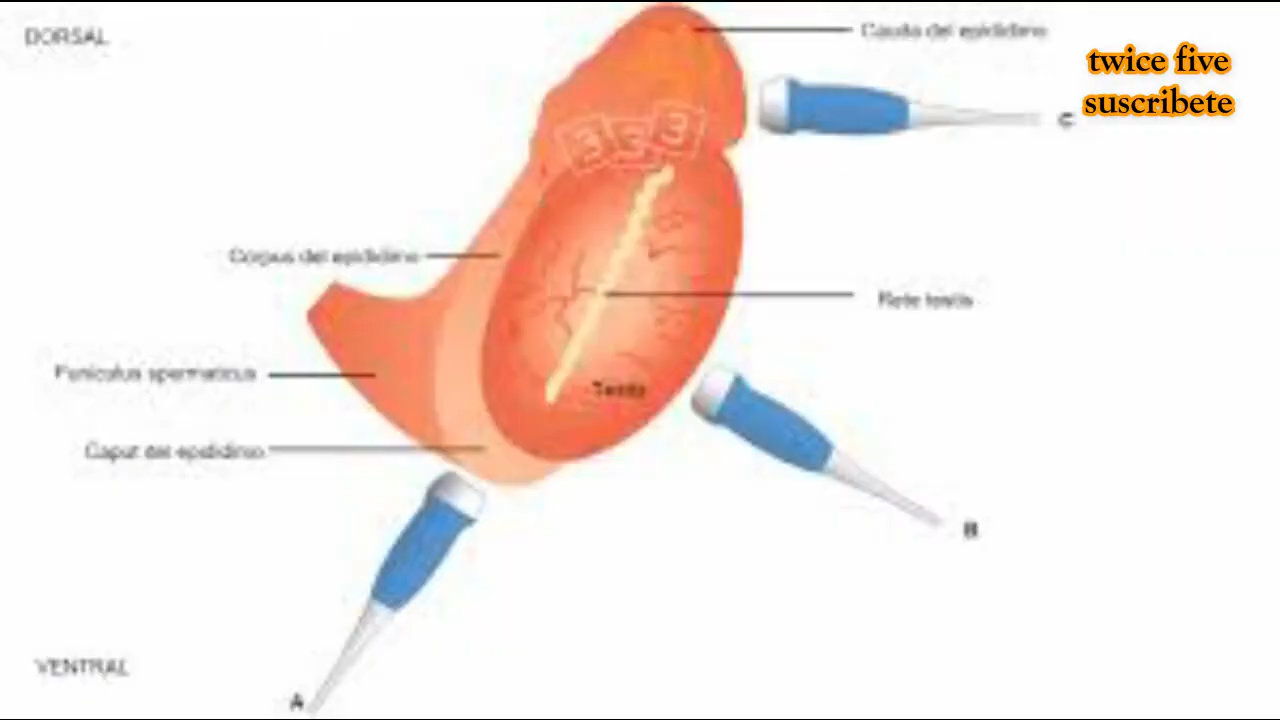 DORSAL
Cauda del epidídimo
twice five
suscribete
C
333
Corpus del epidídimo
Rete testis
Funiculus spermaticus
Testis
Caput del epidídimo
B
VENTRAL
A